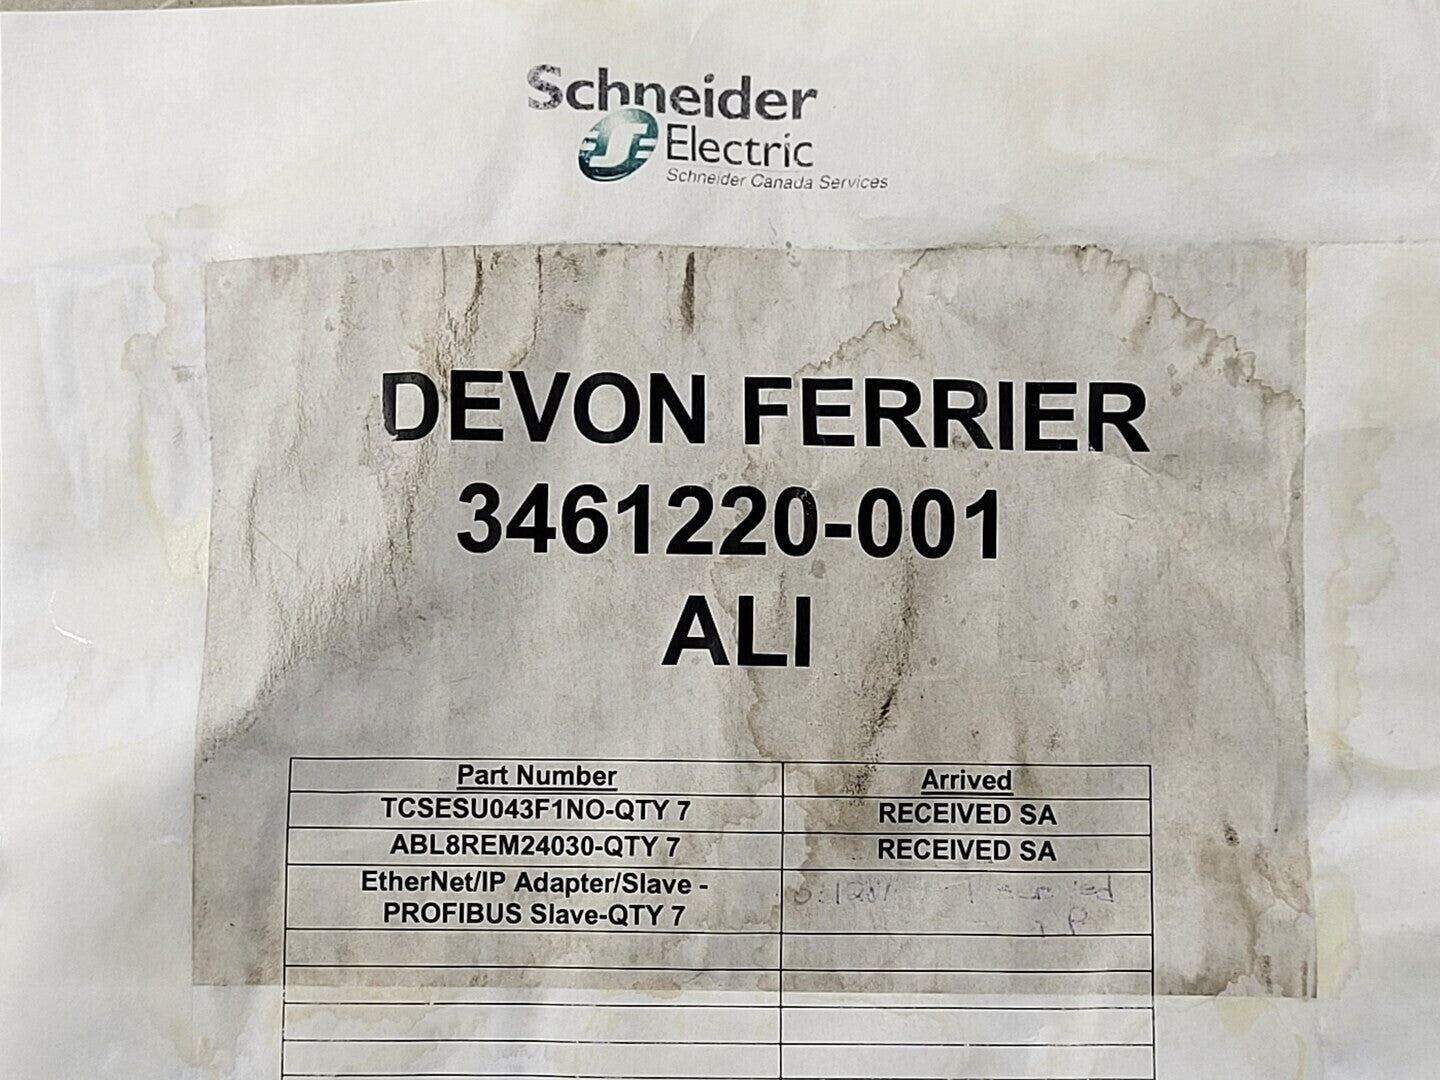 Schneider
Electric
Schneider Canada Services
DEVON FERRIER
3461220-001
ALI
Part Number Arrived
TCSESU043F1NO-QTY 7 RECEIVED SA
ABL8REM24030-QTY 7 RECEIVED SA
EtherNet/IP Adapter/Slave -
PROFIBUS Slave-QTY 7